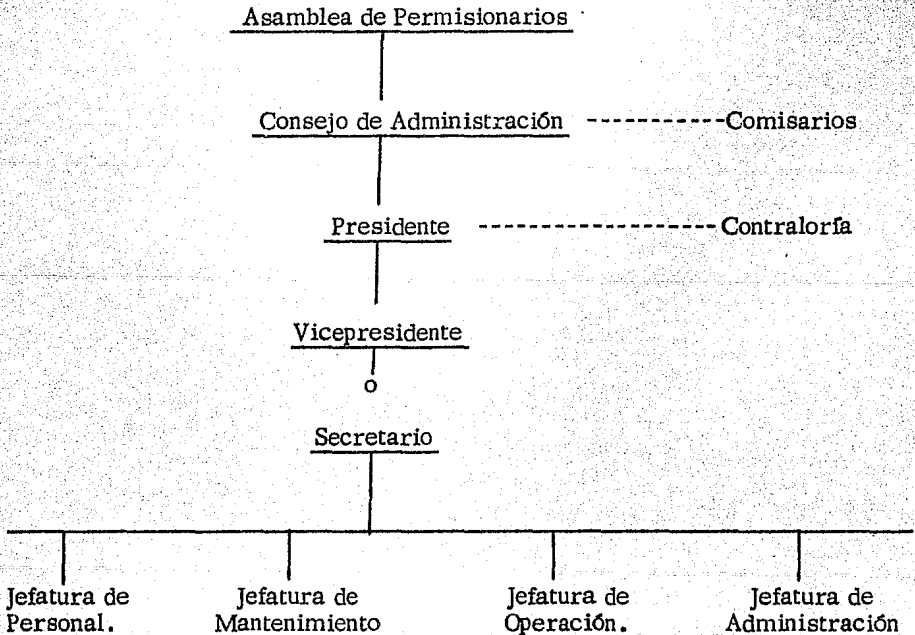 Asamblea de Permisionarios
Consejo de Administración --------- Comisarios
Presidente --------------- Contraloría
Vicepresidente
o
Secretario
Jefatura de Personal.
Jefatura de Mantenimiento
Jefatura de Operación.
Jefatura de Administración